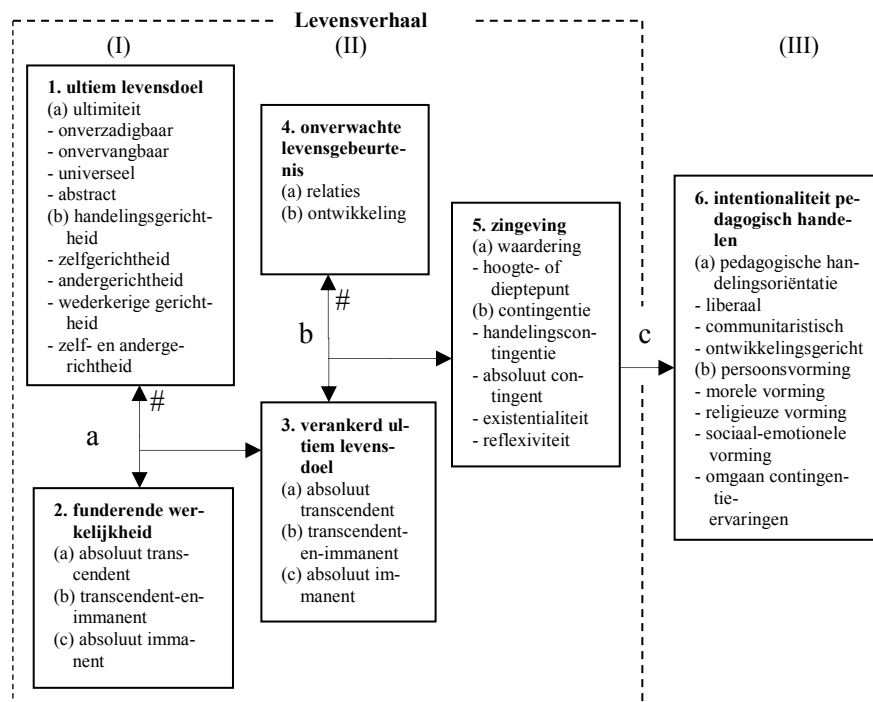 Levensverhaal
(I)
(II)
(III)
1. ultiem levensdoel
(a) ultimiteit
- onverzadigbaar
- onvervangbaar
- universeel
- abstract
(b) handelingsgericht-
heid
- zelfgerichtheid
- andergerichtheid
- wederkerige gericht-
heid
- zelf- en anderge-
richtheid
#
a
2. funderende wer-
kelijkheid
(a) absoluut trans-
cendent
(b) transcendent-en-
immanent
(c) absoluut imma-
nent
4. onverwachte
levensgebeurte-
nis
(a) relaties
(b) ontwikkeling
#
b
3. verankerd ul-
tiem levens-
doel
(a) absoluut
transcendent
(b) transcendent-
en-immanent
(c) absoluut im-
manent
5. zingeving
(a) waardering
- hoogte- of
dieptepunt
(b) contingentie
- handelingscon-
tingentie
- absoluut con-
tingent
- existentialiteit
- reflexiviteit
c
6. intentionaliteit pe-
dagogisch hande-
len
(a) pedagogische han-
delingsoriëntatie
- liberaal
- communitaristisch
- ontwikkelingsgericht
(b) persoonsvorming
- morele vorming
- religieuze vorming
- sociaal-emotionele
vorming
- omgaan contingen-
tie-
ervaringen